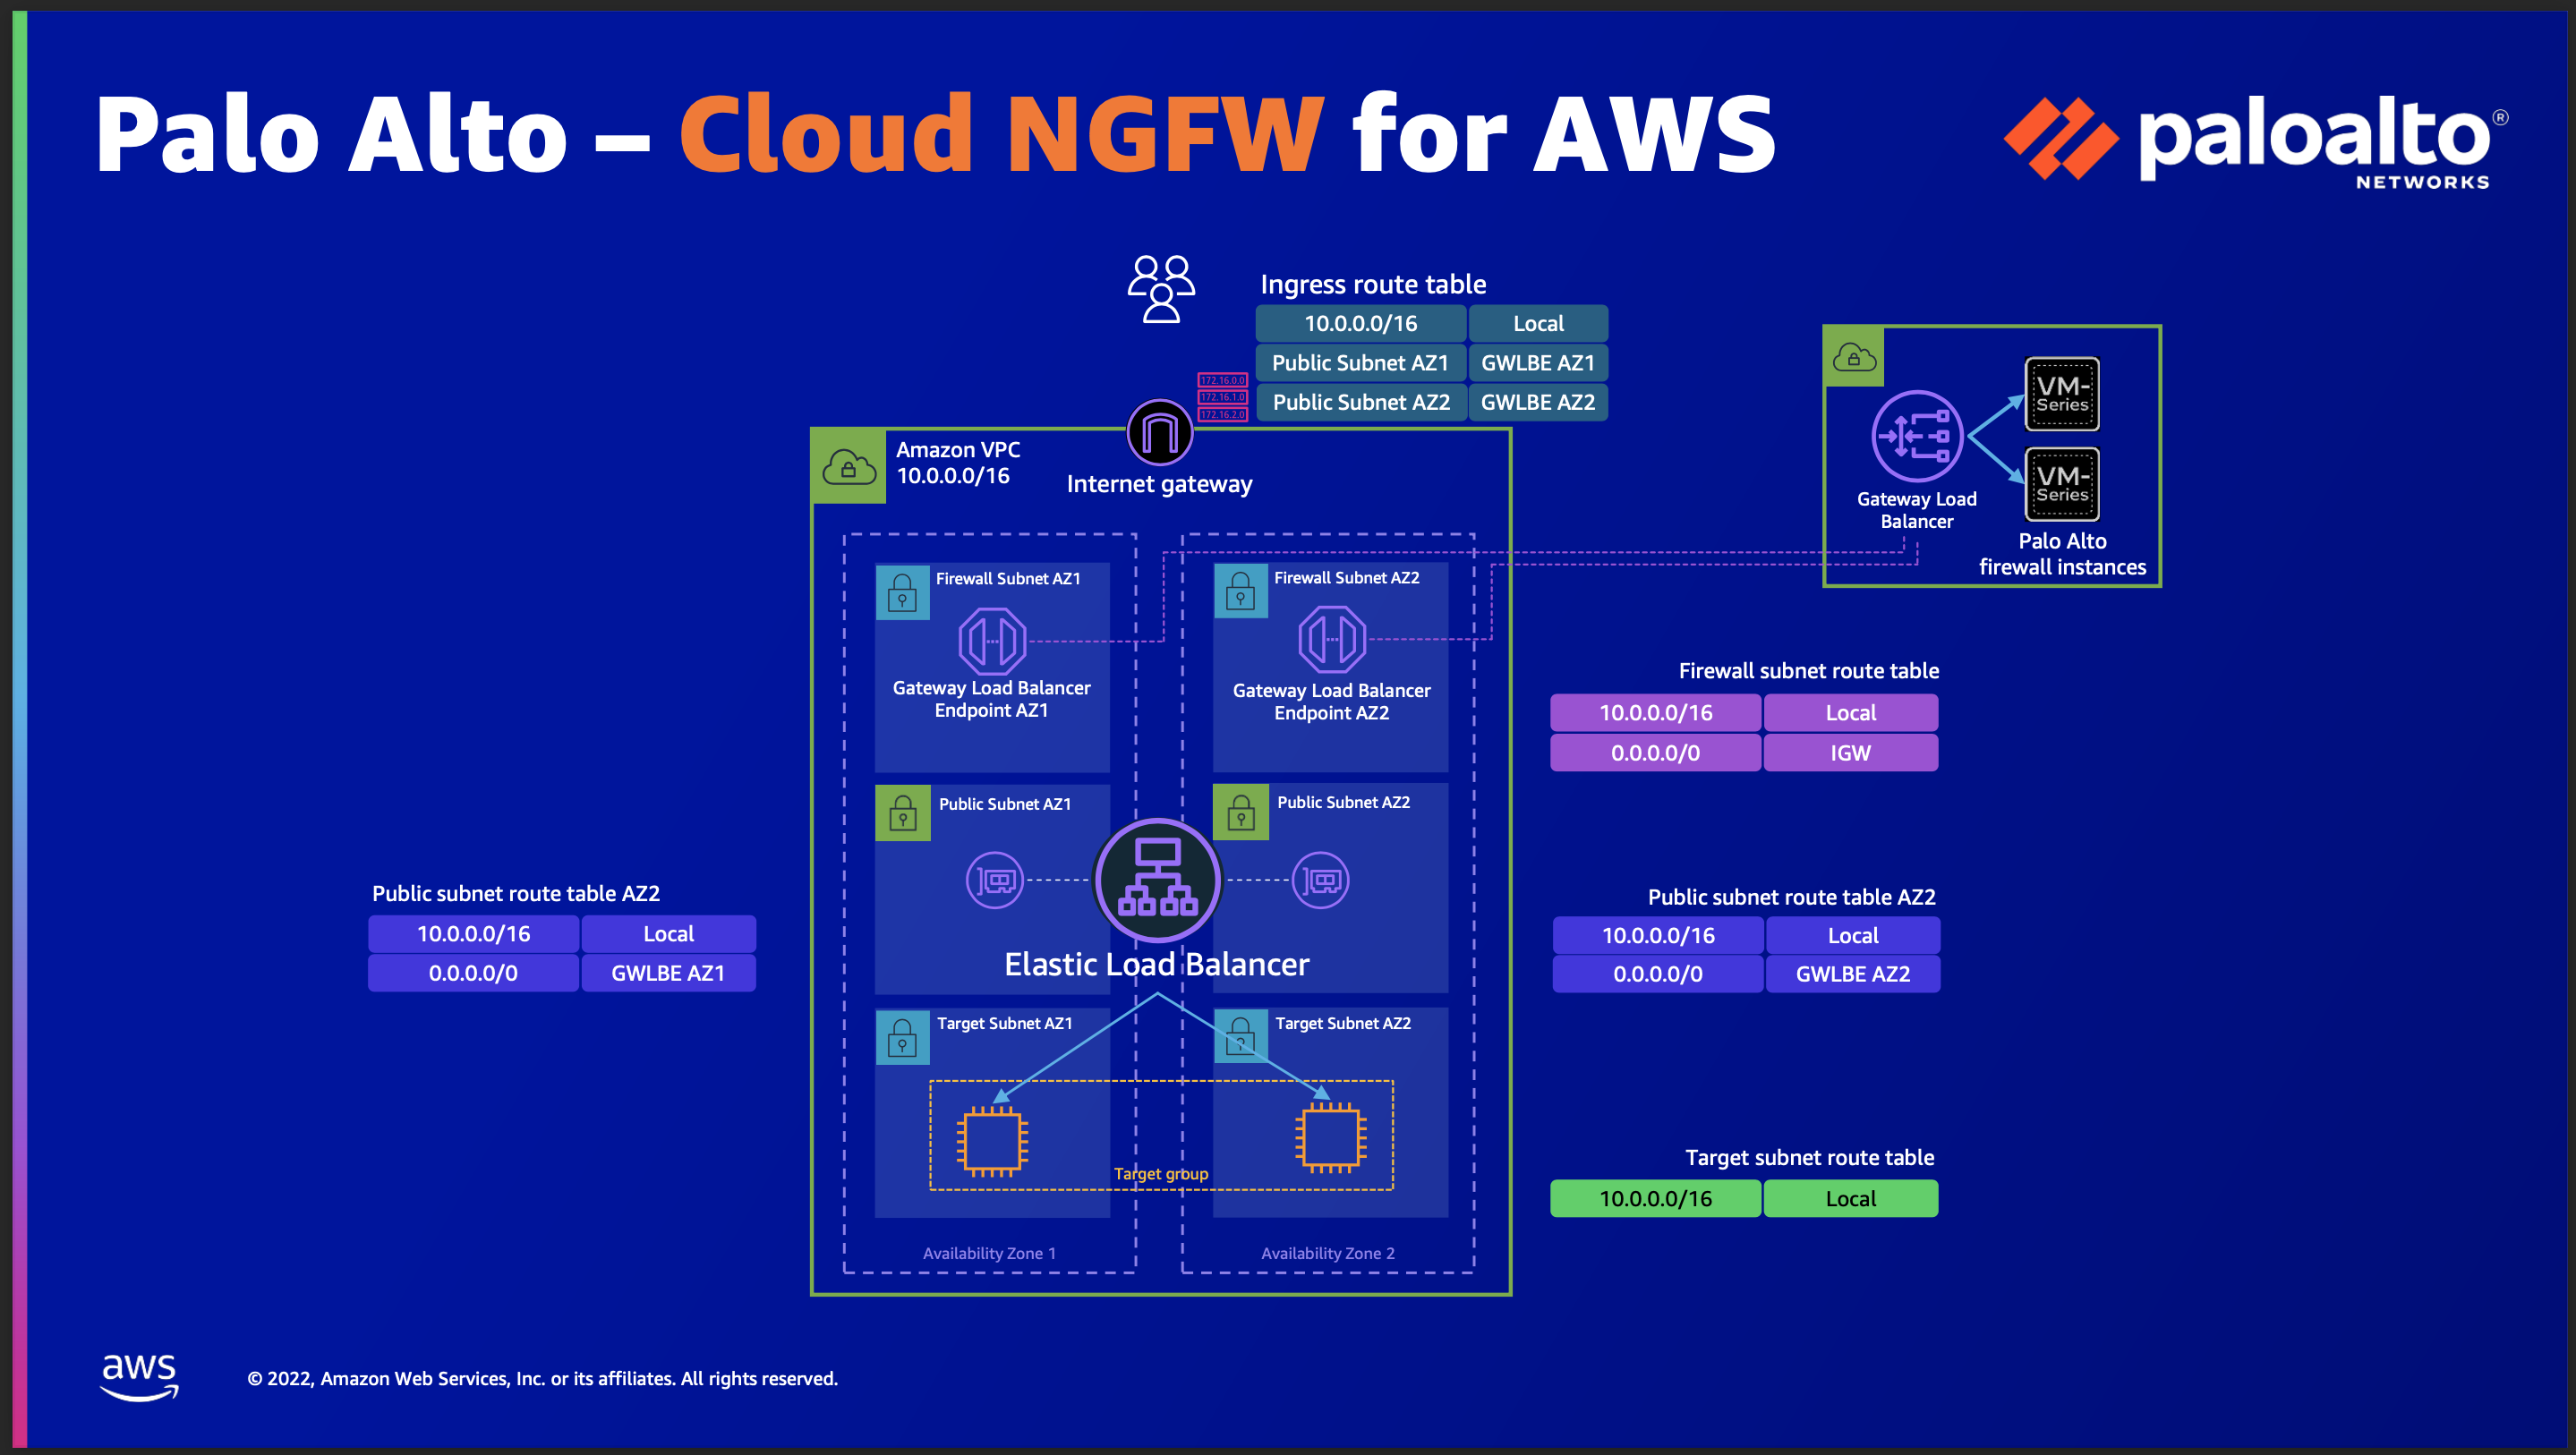 Palo Alto – Cloud NGFW for AWS
paloalto®
NETWORKS
Ingress route table
10.0.0.0/16 Local
Public Subnet AZ1 GWLBE AZ1
Public Subnet AZ2 GWLBE AZ2
172.16.0.0
172.16.1.0
172.16.2.0
Amazon VPC
10.0.0.0/16
Internet gateway
VM-
Series
VM-
Series
Gateway Load
Balancer
Palo Alto
firewall instances
Firewall Subnet AZ1
Gateway Load Balancer
Endpoint AZ1
Firewall Subnet AZ2
Gateway Load Balancer
Endpoint AZ2
Firewall subnet route table
10.0.0.0/16 Local
0.0.0.0/0 IGW
Public Subnet AZ1
Public Subnet AZ2
Elastic Load Balancer
Public subnet route table AZ2
10.0.0.0/16 Local
0.0.0.0/0 GWLBE AZ1
Public subnet route table AZ2
10.0.0.0/16 Local
0.0.0.0/0 GWLBE AZ2
Target Subnet AZ1
Target Subnet AZ2
Target group
Target subnet route table
10.0.0.0/16 Local
Availability Zone 1
Availability Zone 2
aws
© 2022, Amazon Web Services, Inc. or its affiliates. All rights reserved.